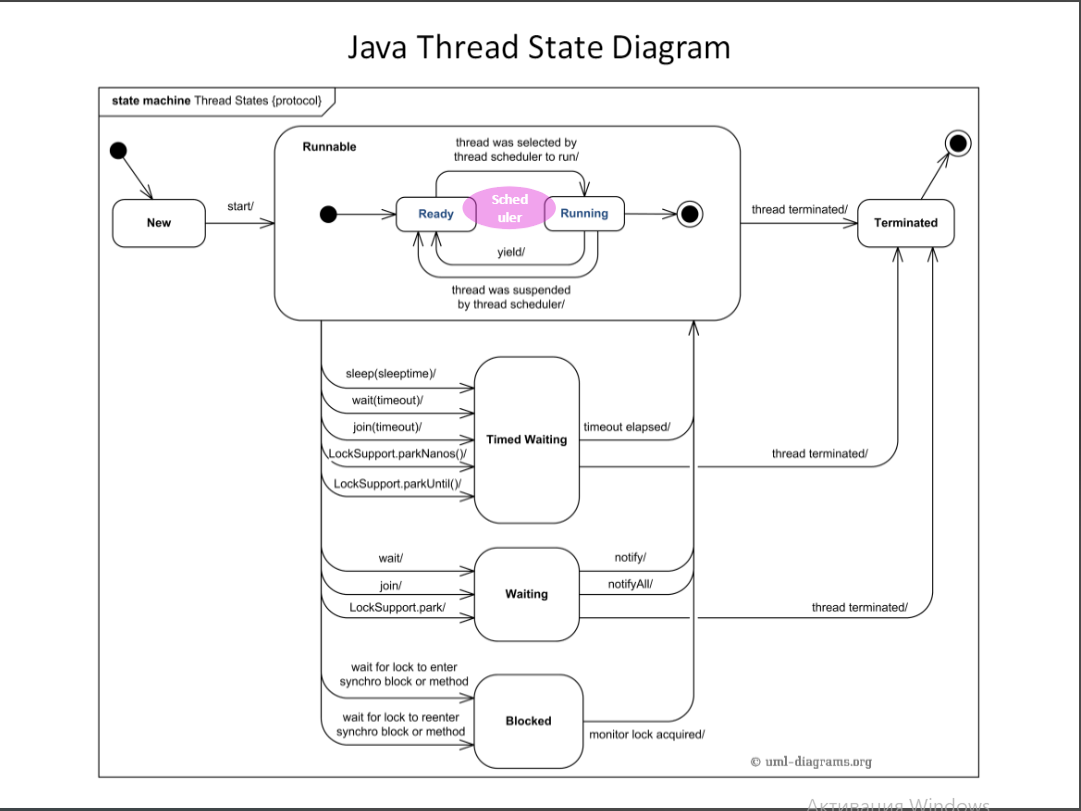 Java Thread State Diagram
state machine Thread States {protocol}
Runnable
thread was selected by
thread scheduler to run/
New
start/
Ready
Sched
uler
Running
yield/
thread was suspended
by thread scheduler/
thread terminated/
Terminated
sleep(sleeptime)/
wait(timeout)/
join(timeout)/
LockSupport.parkNanos()/
LockSupport.parkUntil()/
Timed Waiting
timeout elapsed/
thread terminated/
wait/
join/
LockSupport.park/
Waiting
notify/
notifyAll/
thread terminated/
wait for lock to enter
synchro block or method
wait for lock to reenter
synchro block or method
Blocked
monitor lock acquired/
© uml-diagrams.org
Активация Windows